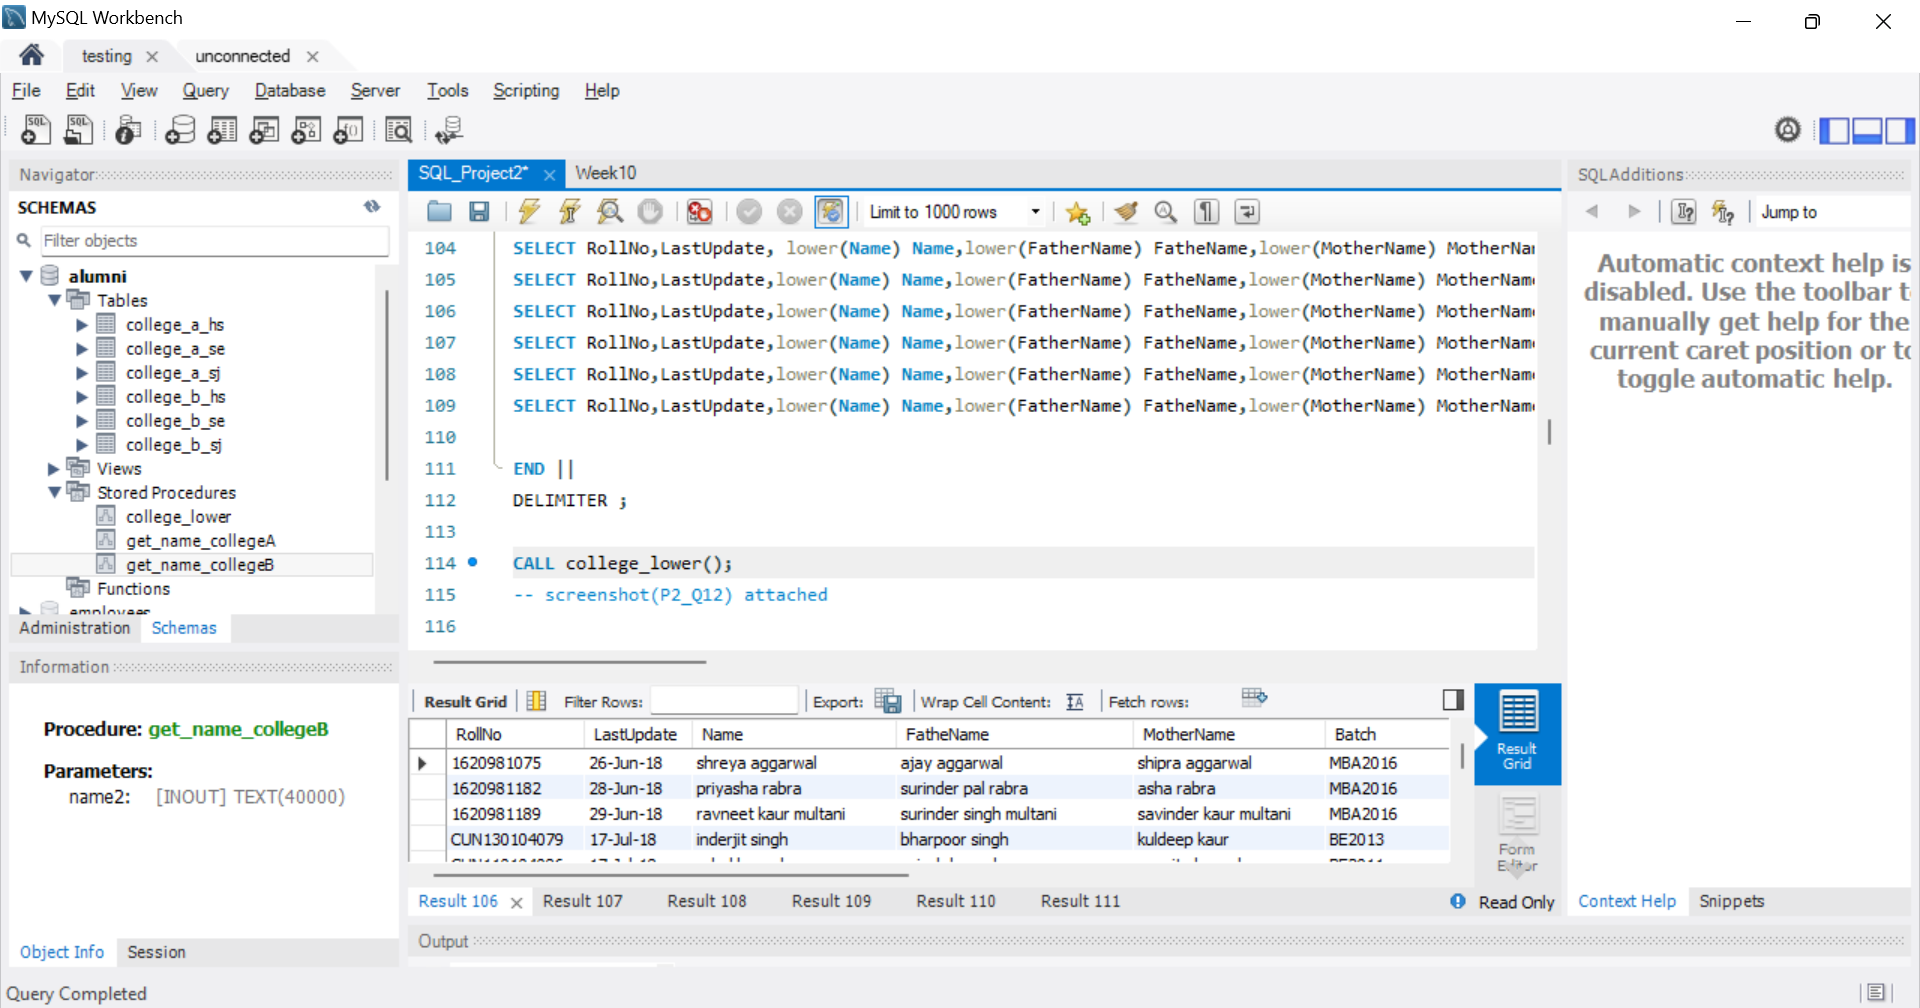 MySQL Workbench
testing
unconnected
File Edit View Query Database Server Tools Scripting Help
Navigator
SCHEMAS
Filter objects
alumni
Tables
college_a_hs
college_a_se
college_a_sj
college_b_hs
college_b_se
college_b_sj
Views
Stored Procedures
college_lower
get_name_collegeA
get_name_collegeB
Functions
employees
Administration Schemas
Information
Procedure: get_name_collegeB
Parameters:
name2: [INOUT] TEXT(40000)
Object Info Session
SQL_Project2* Week10
Limit to 1000 rows
104 SELECT RollNo,LastUpdate, lower(Name) Name,lower(FatherName) FatheName,lower(MotherName) MotherNa
105 SELECT RollNo,LastUpdate,lower(Name) Name,lower(FatherName) FatheName,lower(MotherName) MotherNam
106 SELECT RollNo,LastUpdate,lower(Name) Name,lower(FatherName) FatheName,lower(MotherName) MotherNam
107 SELECT RollNo,LastUpdate,lower(Name) Name,lower(FatherName) FatheName,lower(MotherName) MotherNam
108 SELECT RollNo,LastUpdate,lower(Name) Name,lower(FatherName) FatheName,lower(MotherName) MotherNam
109 SELECT RollNo,LastUpdate,lower(Name) Name,lower(FatherName) FatheName,lower(MotherName) MotherNam
110
111 END ||
112 DELIMITER ;
113
114 CALL college_lower();
115 -- screenshot(P2_Q12) attached
116
Result Grid Filter Rows: Export: Wrap Cell Content: Fetch rows:
RollNo LastUpdate Name FatheName MotherName Batch
1620981075 26-Jun-18 shreya aggarwal ajay aggarwal shipra aggarwal MBA2016
1620981182 28-Jun-18 priyasha rabra surinder pal rabra asha rabra MBA2016
1620981189 29-Jun-18 ravneet kaur multani surinder singh multani savinder kaur multani MBA2016
CUN130104079 17-Jul-18 inderjit singh bharpoor singh kuldeep kaur BE2013
Result Grid
Form Editor
Result 106 Result 107 Result 108 Result 109 Result 110 Result 111
Read Only
Output
SQLAdditions
Jump to
Automatic context help is
disabled. Use the toolbar t
manually get help for the
current caret position or to
toggle automatic help.
Context Help Snippets
Query Completed